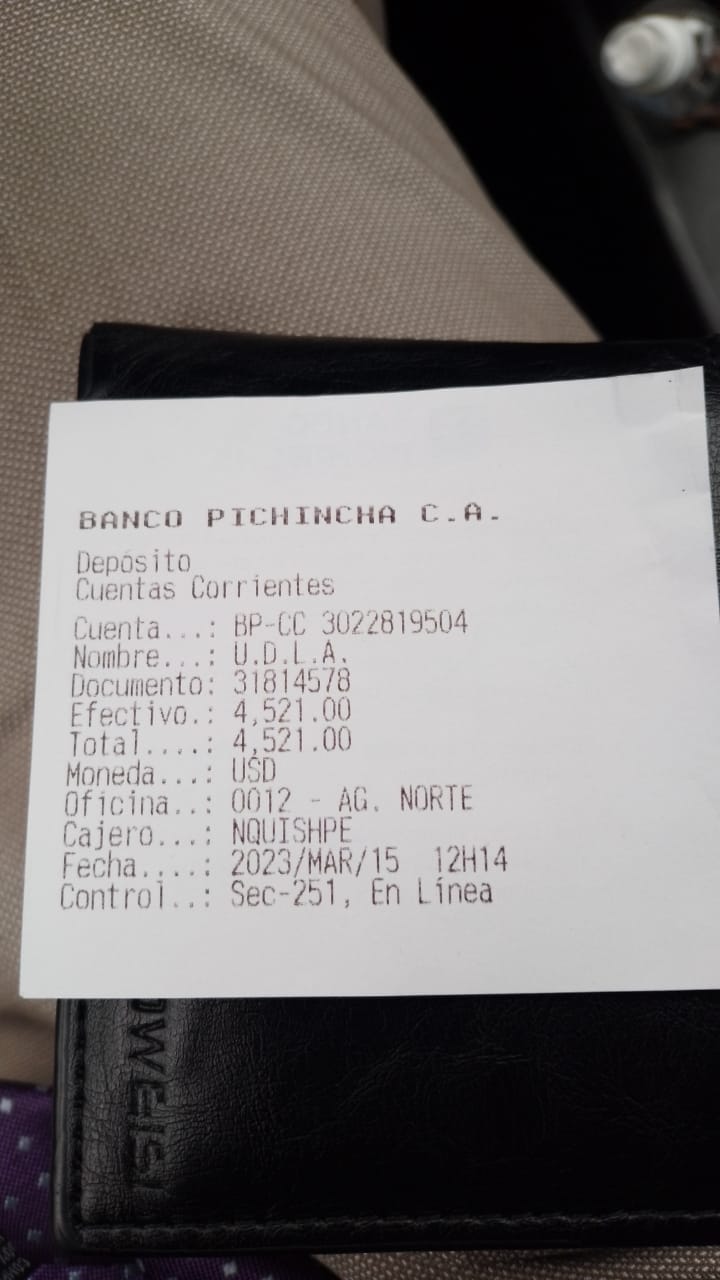 BANCO PICHINCHA C.A.
Depósito
Cuentas Corrientes
Cuenta...: BP-CC 3022819504
Nombre...: U.D.L.A.
Documento: 31814578
Efectivo.: 4,521.00
Total....: 4,521.00
Moneda...: USD
Oficina..: 0012 - AG. NORTE
Cajero...: NQUISHPE
Fecha....: 2023/MAR/15  12H14
Control..: Sec-251, En Línea